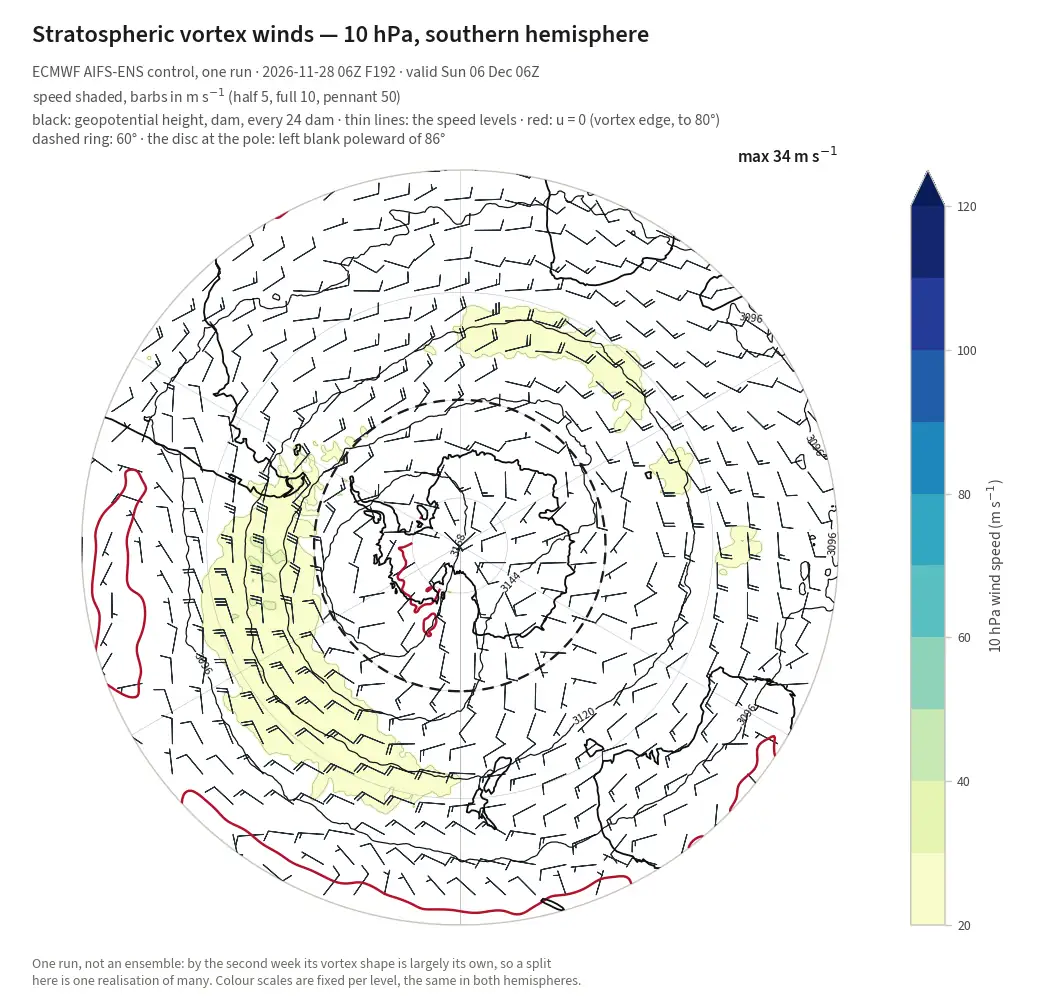 Stratospheric vortex winds — 10 hPa, southern hemisphere
ECMWF AIFS-ENS control, one run · 2026-11-28 06Z F192 · valid Sun 06 Dec 06Z
speed shaded, barbs in m s⁻¹ (half 5, full 10, pennant 50)
black: geopotential height, dam, every 24 dam · thin lines: the speed levels · red: u = 0 (vortex edge, to 80°)
dashed ring: 60° · the disc at the pole: left blank poleward of 86°
max 34 m s⁻¹
120
100
80
60
40
20
10 hPa wind speed (m s⁻¹)
3096
3096
3096
3168
3144
3096
3120
3096
One run, not an ensemble: by the second week its vortex shape is largely its own, so a split
here is one realisation of many. Colour scales are fixed per level, the same in both hemispheres.